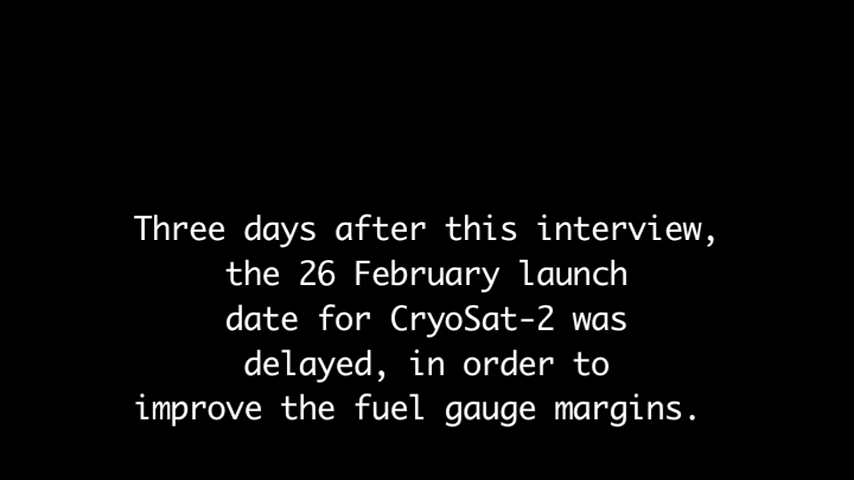 Three days after this interview,
the 26 February launch
date for CryoSat-2 was
delayed, in order to
improve the fuel gauge margins.